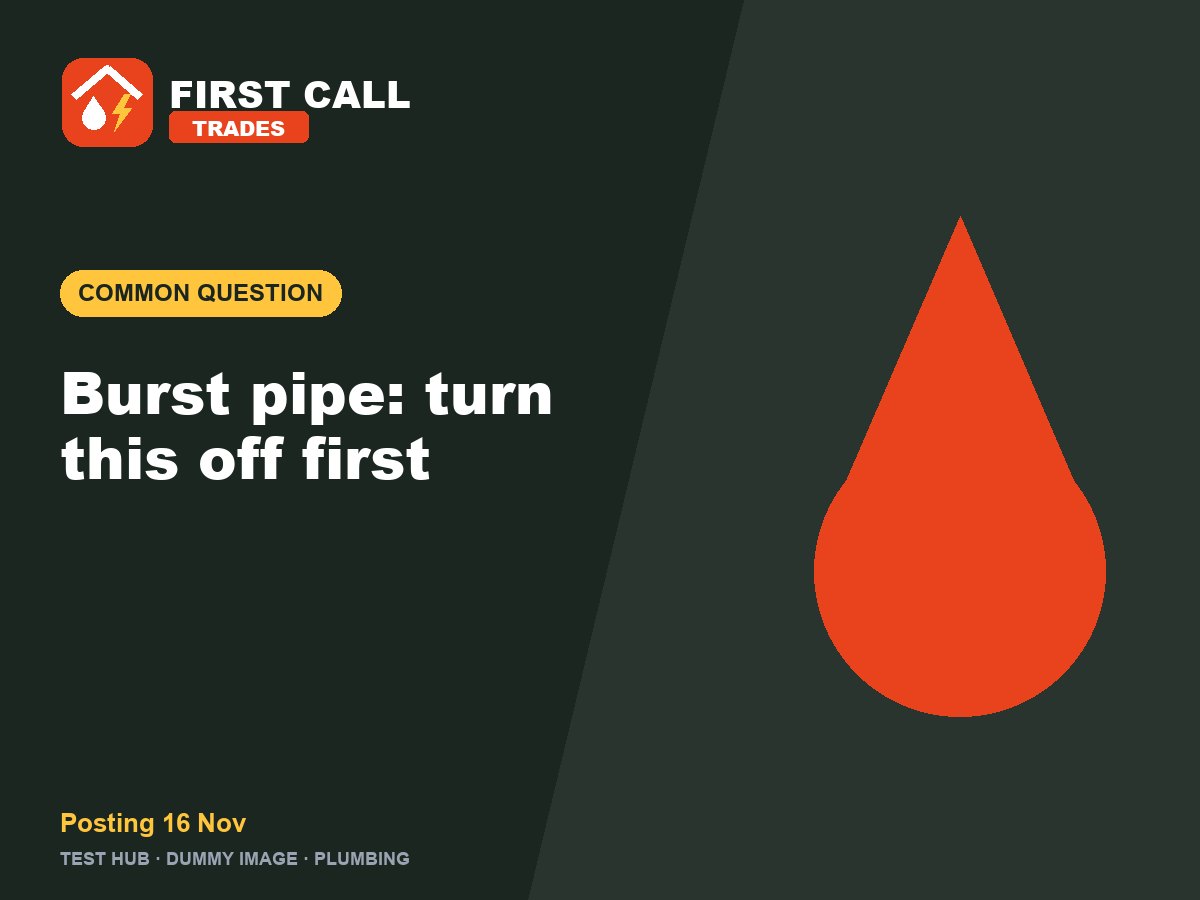 FIRST CALL
TRADES
COMMON QUESTION
Burst pipe: turn
this off first
Posting 16 Nov
TEST HUB · DUMMY IMAGE · PLUMBING